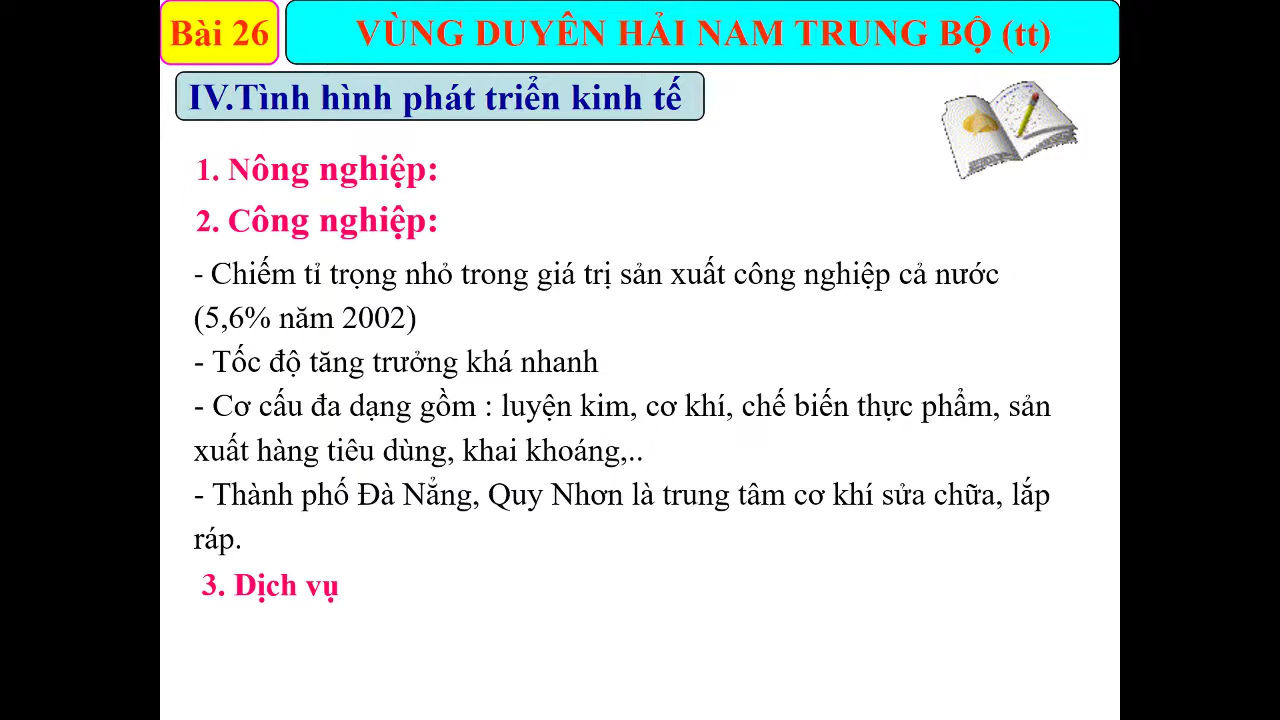 Bài 26
VÙNG DUYÊN HẢI NAM TRUNG BỘ (tt)
IV.Tình hình phát triển kinh tế
1. Nông nghiệp:
2. Công nghiệp:
- Chiếm tỉ trọng nhỏ trong giá trị sản xuất công nghiệp cả nước
(5,6% năm 2002)
- Tốc độ tăng trưởng khá nhanh
- Cơ cấu đa dạng gồm : luyện kim, cơ khí, chế biến thực phẩm, sản
xuất hàng tiêu dùng, khai khoáng,..
- Thành phố Đà Nẳng, Quy Nhơn là trung tâm cơ khí sửa chữa, lắp
ráp.
3. Dịch vụ